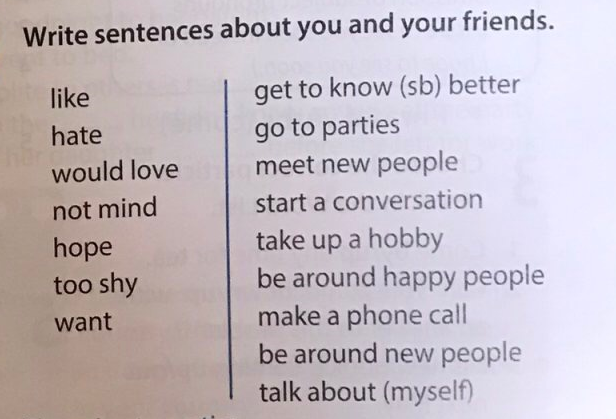 Write sentences about you and your friends.
like
hate
would love
not mind
hope
too shy
want
get to know (sb) better
go to parties
meet new people
start a conversation
take up a hobby
be around happy people
make a phone call
be around new people
talk about (myself)